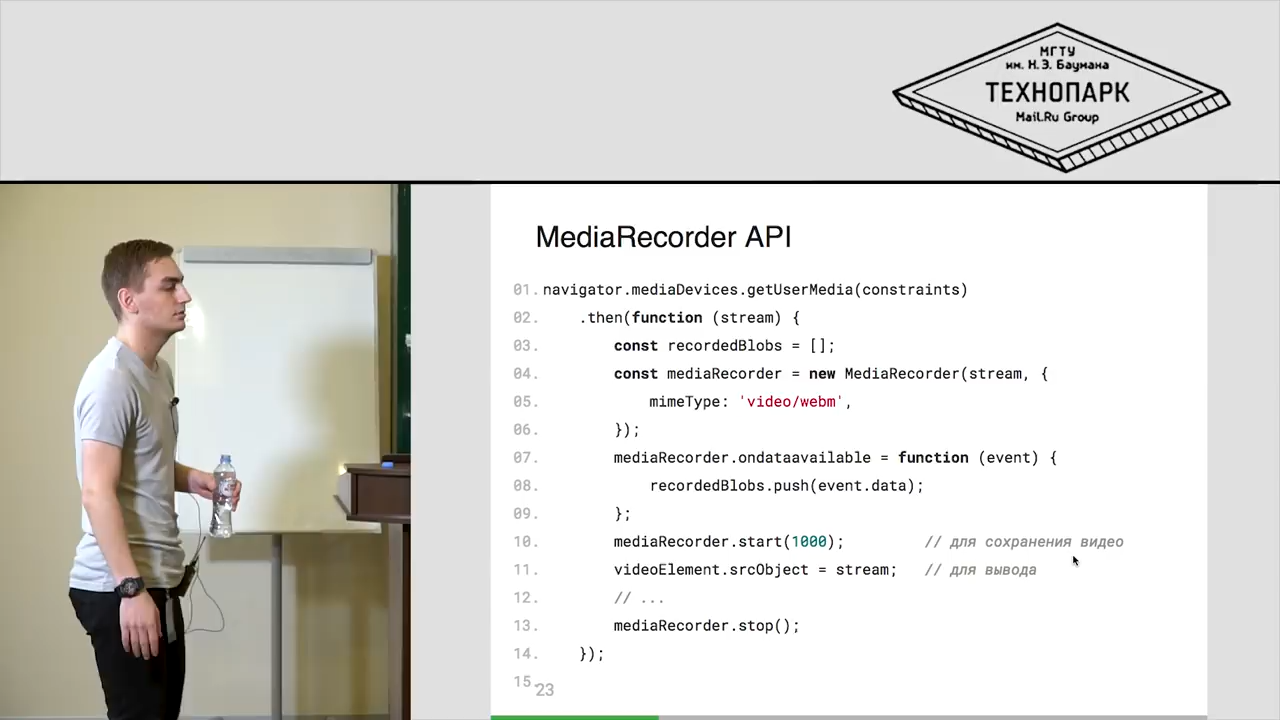 МГТУ
им. Н.Э. Баумана
ТЕХНОПАРК
Mail.Ru Group
MediaRecorder API
01. navigator.mediaDevices.getUserMedia(constraints)
02. .then(function (stream) {
03. const recordedBlobs = [];
04. const mediaRecorder = new MediaRecorder(stream, {
05. mimeType: 'video/webm',
06. });
07. mediaRecorder.ondataavailable = function (event) {
08. recordedBlobs.push(event.data);
09. };
10. mediaRecorder.start(1000); // для сохранения видео
11. videoElement.srcObject = stream; // для вывода
12. // ...
13. mediaRecorder.stop();
14. });
15.
23